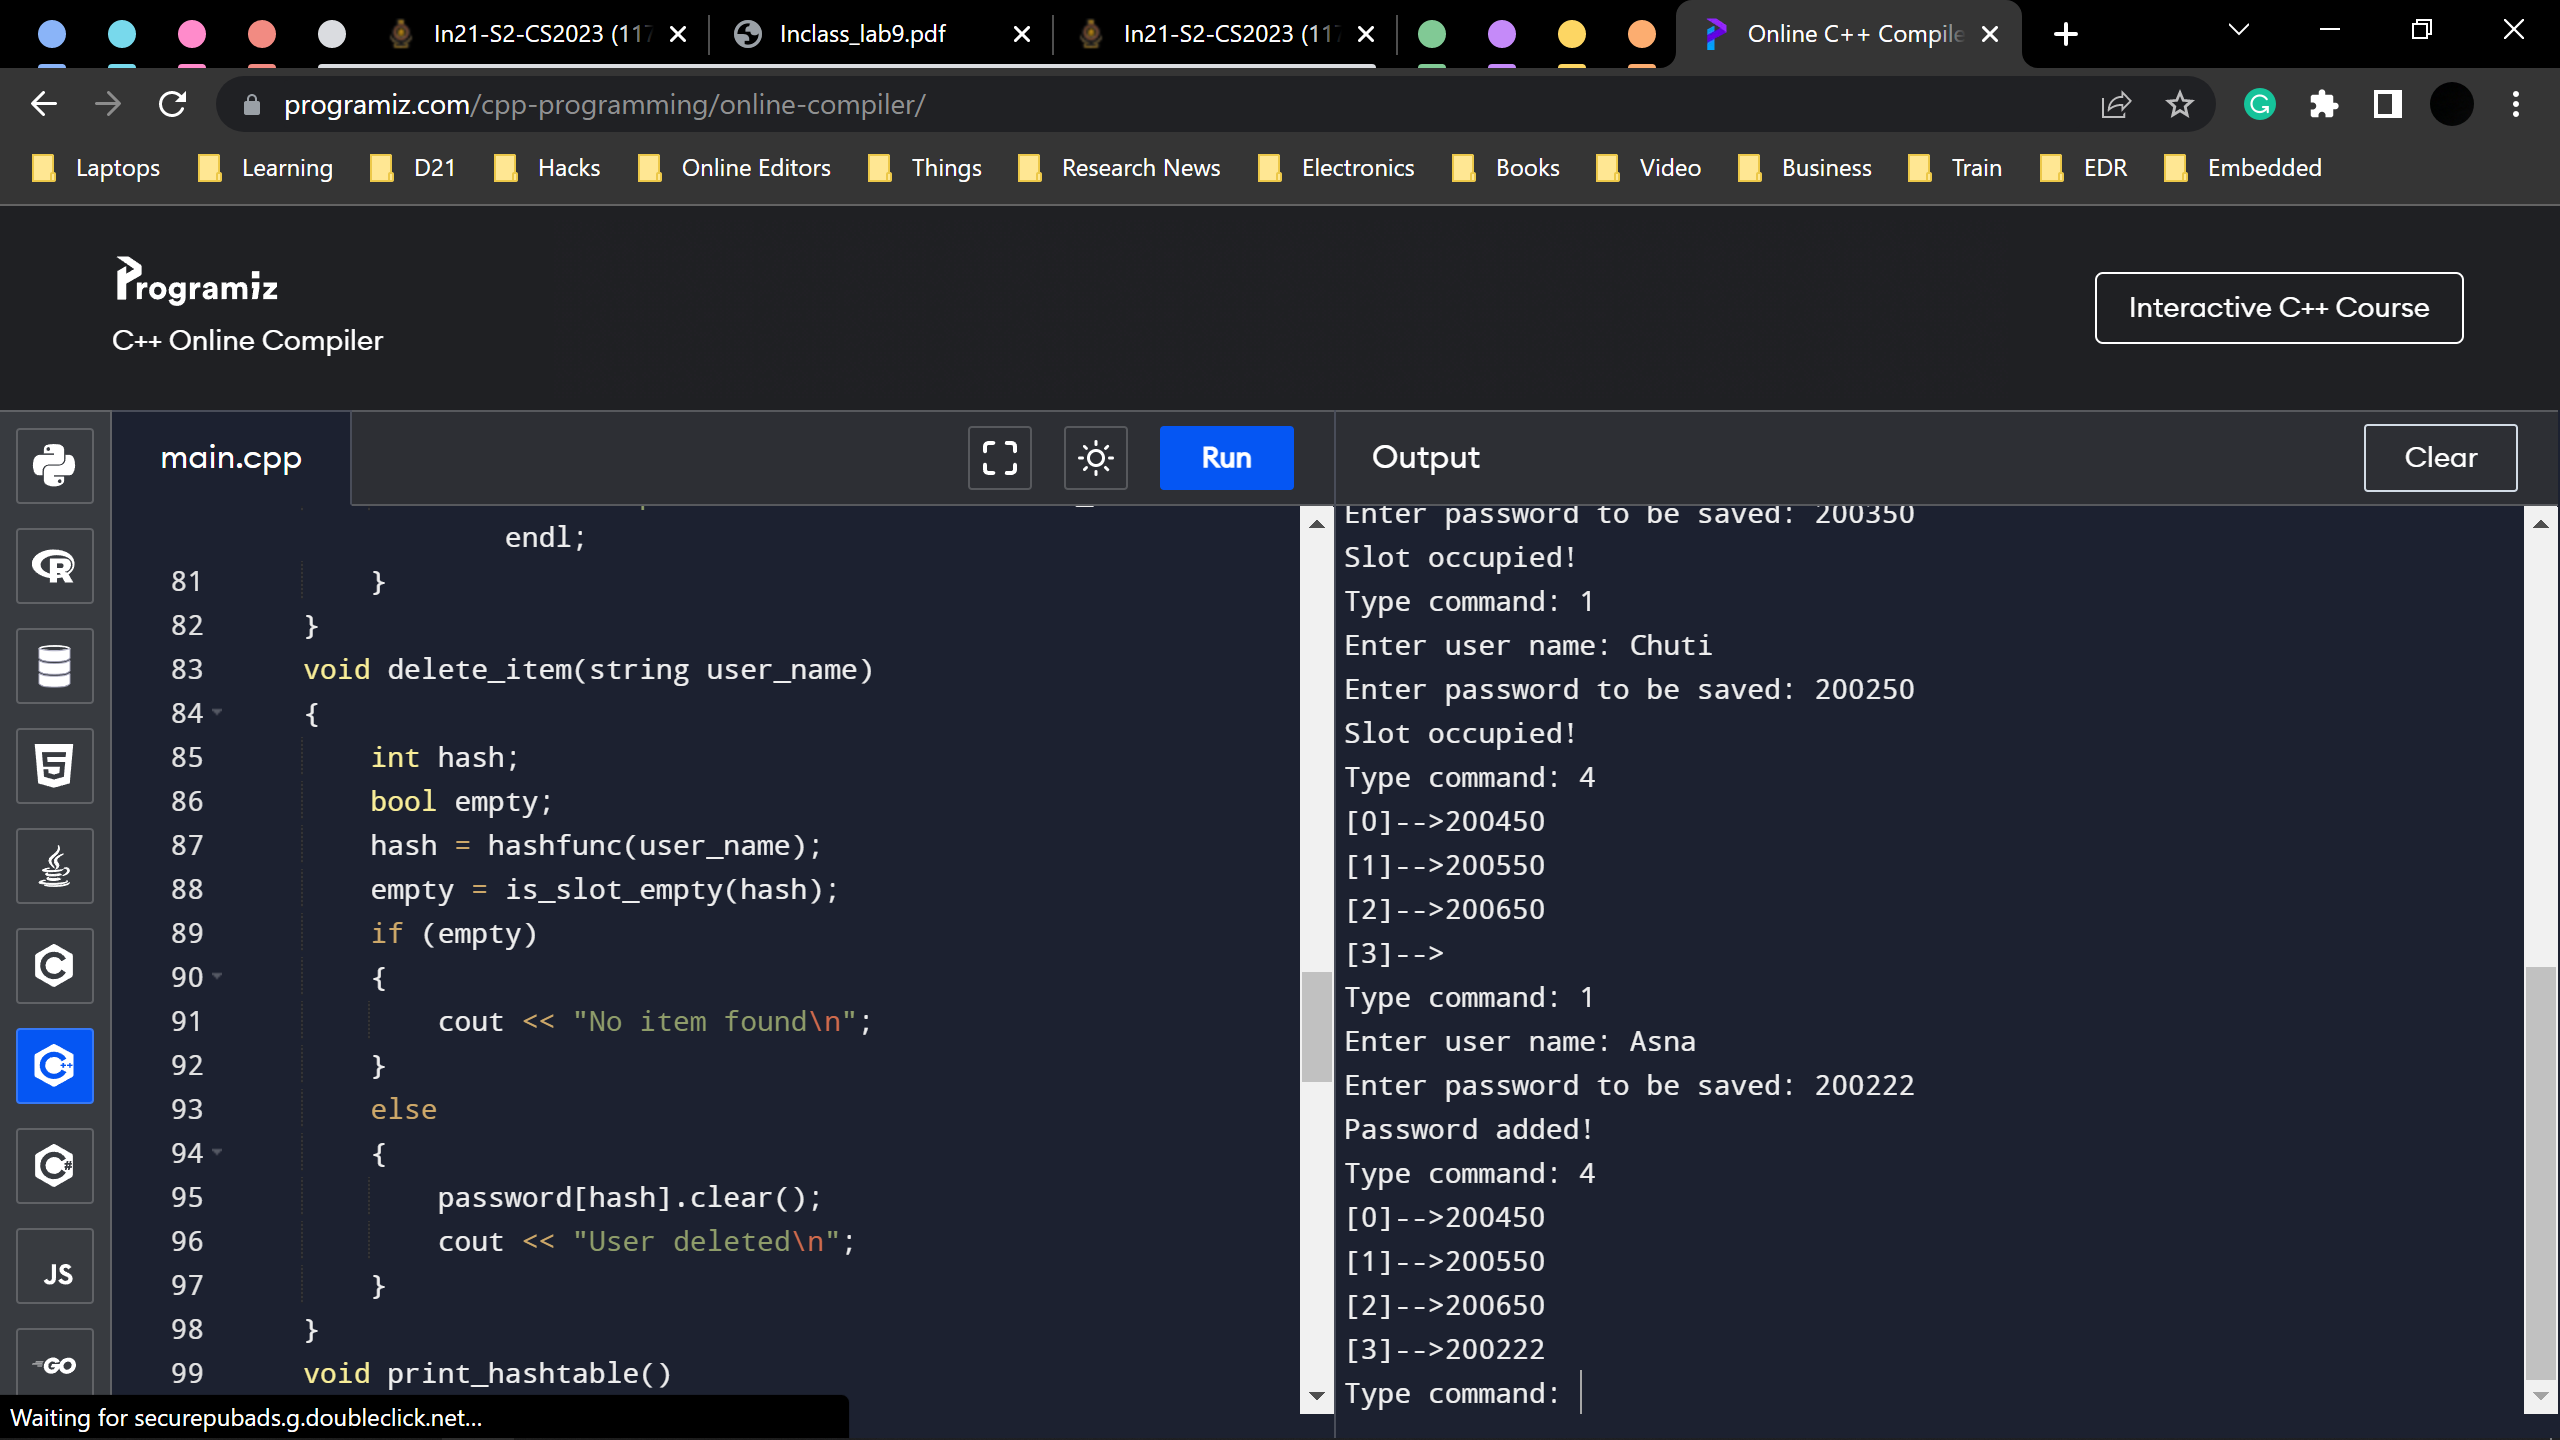 In21-S2-CS2023 (117
Inclass_lab9.pdf
In21-S2-CS2023 (117
Online C++ Compile
programiz.com/cpp-programming/online-compiler/
Laptops
Learning
D21
Hacks
Online Editors
Things
Research News
Electronics
Books
Video
Business
Train
EDR
Embedded
Programiz
C++ Online Compiler
Interactive C++ Course
main.cpp
Run
Output
Clear
endl;
81 }
82 }
83 void delete_item(string user_name)
84 {
85 int hash;
86 bool empty;
87 hash = hashfunc(user_name);
88 empty = is_slot_empty(hash);
89 if (empty)
90 {
91 cout << "No item found\n";
92 }
93 else
94 {
95 password[hash].clear();
96 cout << "User deleted\n";
97 }
98 }
99 void print_hashtable()
Enter password to be saved: 200350
Slot occupied!
Type command: 1
Enter user name: Chuti
Enter password to be saved: 200250
Slot occupied!
Type command: 4
[0]-->200450
[1]-->200550
[2]-->200650
[3]-->
Type command: 1
Enter user name: Asna
Enter password to be saved: 200222
Password added!
Type command: 4
[0]-->200450
[1]-->200550
[2]-->200650
[3]-->200222
Type command:
R
5
C
C++
C#
JS
GO
Waiting for securepubads.g.doubleclick.net...